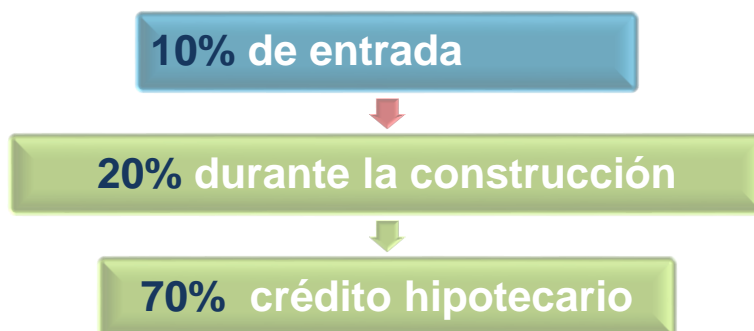 10% de entrada
20% durante la construcción
70% crédito hipotecario